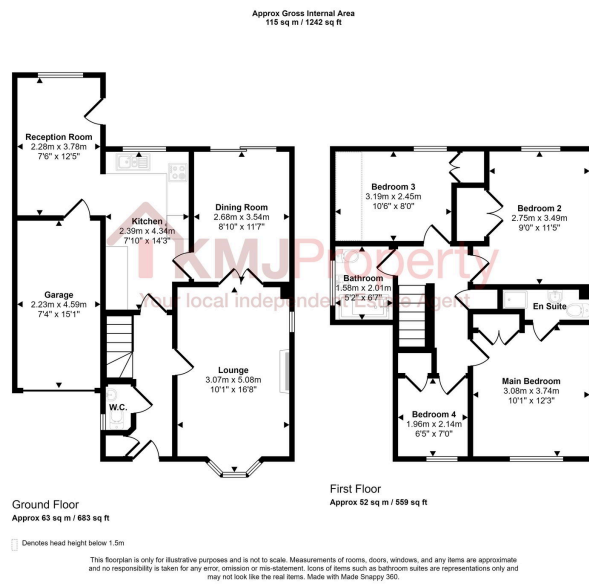 Approx Gross Internal Area
115 sq m / 1242 sq ft
Reception Room
2.28m x 3.78m
7'6" x 12'5"
Kitchen
2.39m x 4.34m
7'10" x 14'3"
Dining Room
2.68m x 3.54m
8'10" x 11'7"
Garage
2.23m x 4.59m
7'4" x 15'1"
Lounge
3.07m x 5.08m
10'1" x 16'8"
W.C.
Ground Floor
Approx 63 sq m / 683 sq ft
Bedroom 3
3.19m x 2.45m
10'6" x 8'0"
Bedroom 2
2.75m x 3.49m
9'0" x 11'5"
Bathroom
1.58m x 2.01m
5'2" x 6'7"
En Suite
Main Bedroom
3.08m x 3.74m
10'1" x 12'3"
Bedroom 4
1.96m x 2.14m
6'5" x 7'0"
First Floor
Approx 52 sq m / 559 sq ft
KMJ Property
Your local independent Estate Agent
Denotes head height below 1.5m
This floorplan is only for illustrative purposes and is not to scale. Measurements of rooms, doors, windows, and any items are approximate
and no responsibility is taken for any error, omission or mis-statement. Icons of items such as bathroom suites are representations only and
may not look like the real items. Made with Made Snappy 360.